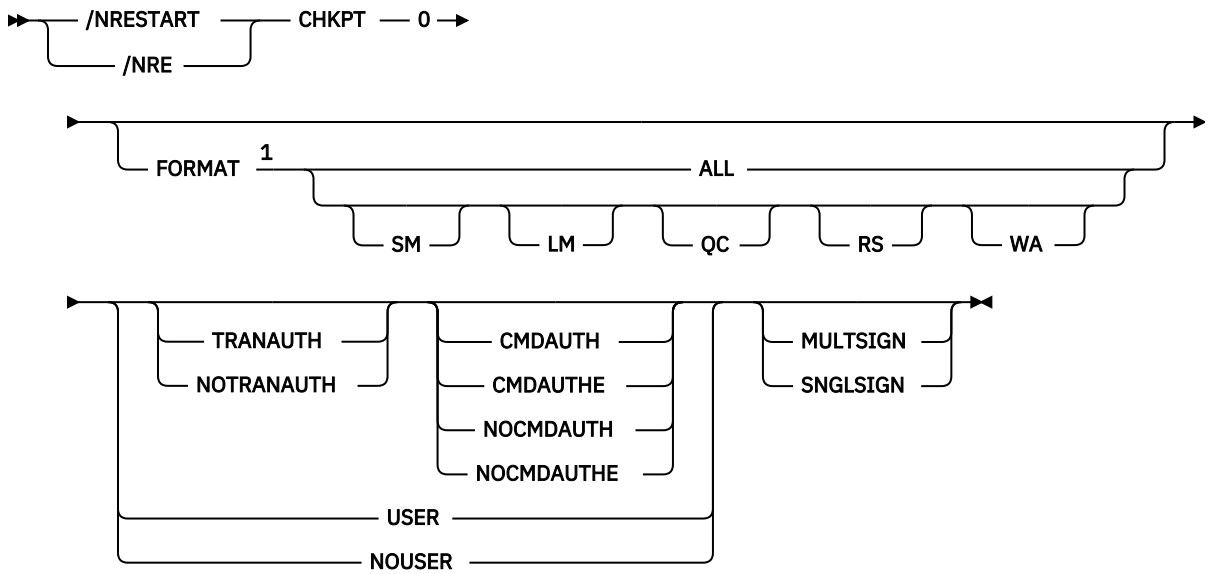 /NRESTART CHKPT 0
/NRE
FORMAT 1 ALL
SM LM QC RS WA
TRANAUTH CMDAUTH MULTSIGN
NOTRANAUTH CMDAUTHE SNGLSIGN
NOCMDAUTH
NOCMDAUTHE
USER
NOUSER